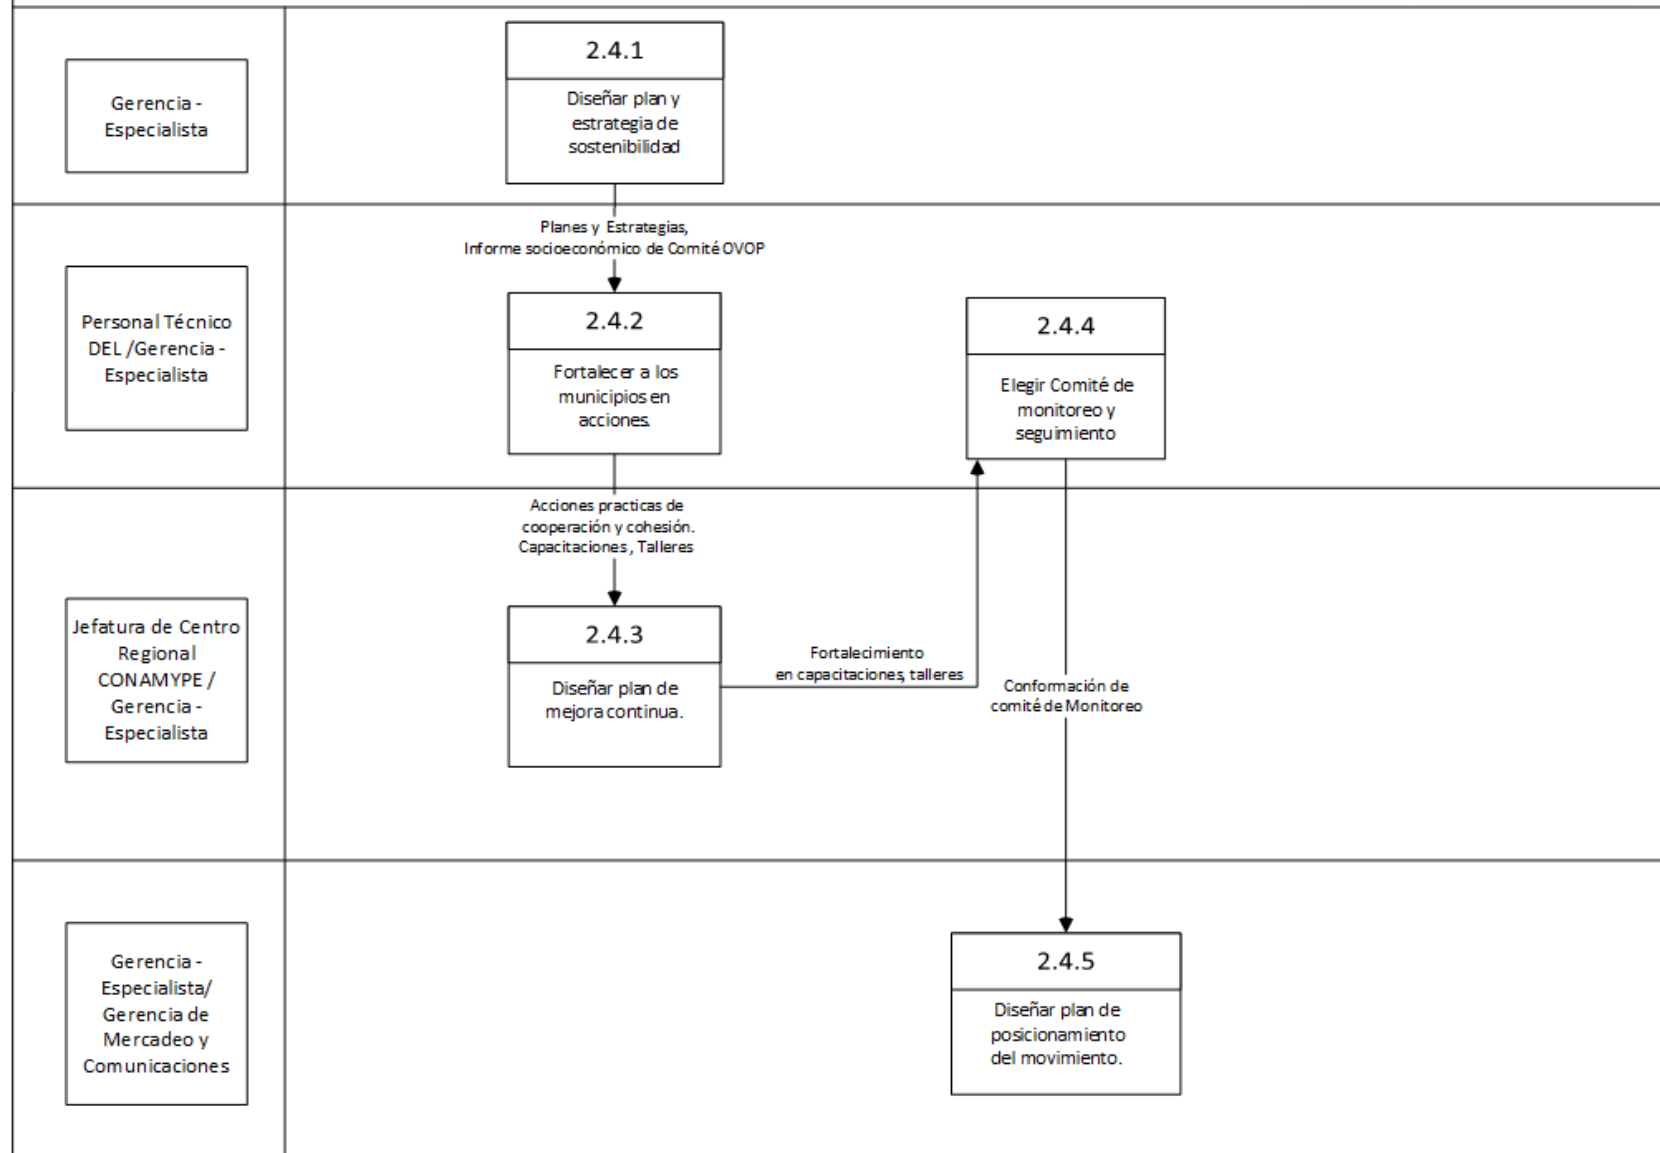 Gerencia -
Especialista
2.4.1
Diseñar plan y
estrategia de
sostenibilidad
Planes y Estrategias,
Informe socioeconómico de Comité OVOP
Personal Técnico
DEL /Gerencia -
Especialista
2.4.2
Fortalecer a los
municipios en
acciones.
2.4.4
Elegir Comité de
monitoreo y
seguimiento
Acciones practicas de
cooperación y cohesión.
Capacitaciones , Talleres
Jefatura de Centro
Regional
CONAMYPE /
Gerencia -
Especialista
2.4.3
Diseñar plan de
mejora continua.
Fortalecimiento
en capacitaciones, talleres
Conformación de
comité de Monitoreo
Gerencia -
Especialista/
Gerencia de
Mercadeo y
Comunicaciones
2.4.5
Diseñar plan de
posicionamiento
del movimiento.